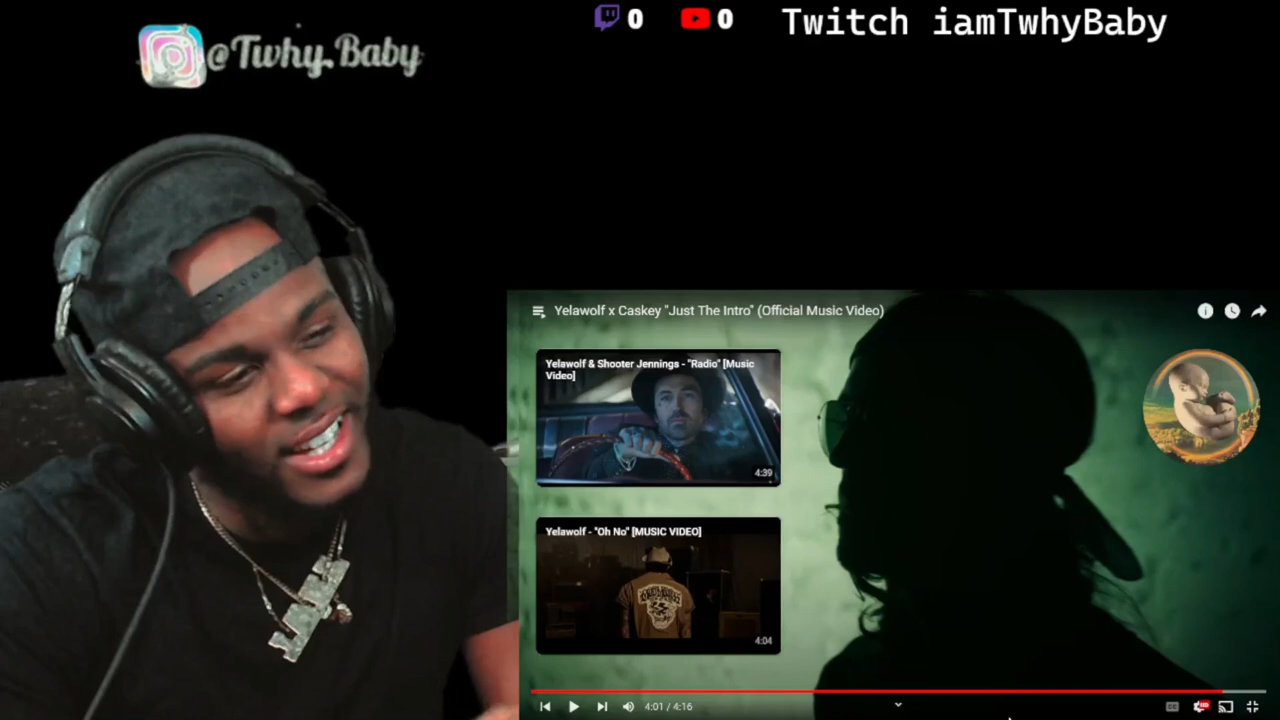 @Twhy.Baby
0
0
Twitch iamTwhyBaby
Yelawolf x Caskey "Just The Intro" (Official Music Video)
Yelawolf & Shooter Jennings - "Radio" [Music
Video]
4:39
Yelawolf - "Oh No" [MUSIC VIDEO]
4:04
4:01 / 4:16